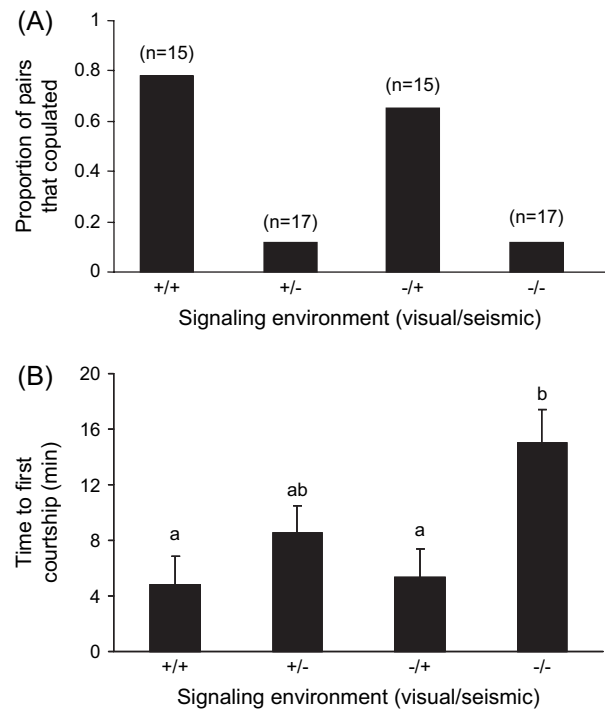 (A)
Proportion of pairs
that copulated
1
0.8
0.6
0.4
0.2
0
(n=15)
(n=17)
(n=15)
(n=17)
+/+
+/-
-/+
-/-
Signaling environment (visual/seismic)
(B)
Time to first
courtship (min)
20
16
12
8
4
0
a
ab
a
b
+/+
+/-
-/+
-/-
Signaling environment (visual/seismic)